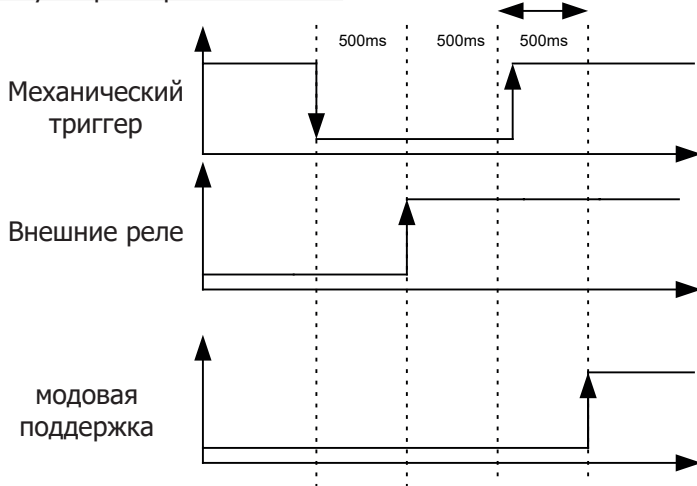 500ms 500ms 500ms
Механический
триггер
Внешние реле
модовая
поддержка